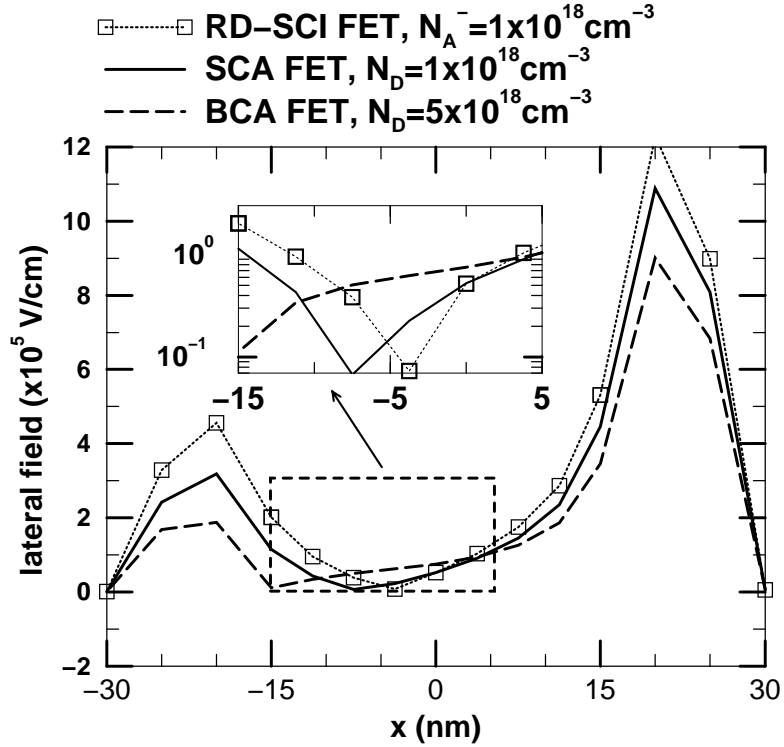 RD−SCI FET, N_A^−=1x10^18cm^−3
SCA FET, N_D=1x10^18cm^−3
BCA FET, N_D=5x10^18cm^−3
12
10
8
6
4
2
0
−2
lateral field (x10^5 V/cm)
10^0
10^−1
−15 −5 5
−30 −15 0 15 30
x (nm)